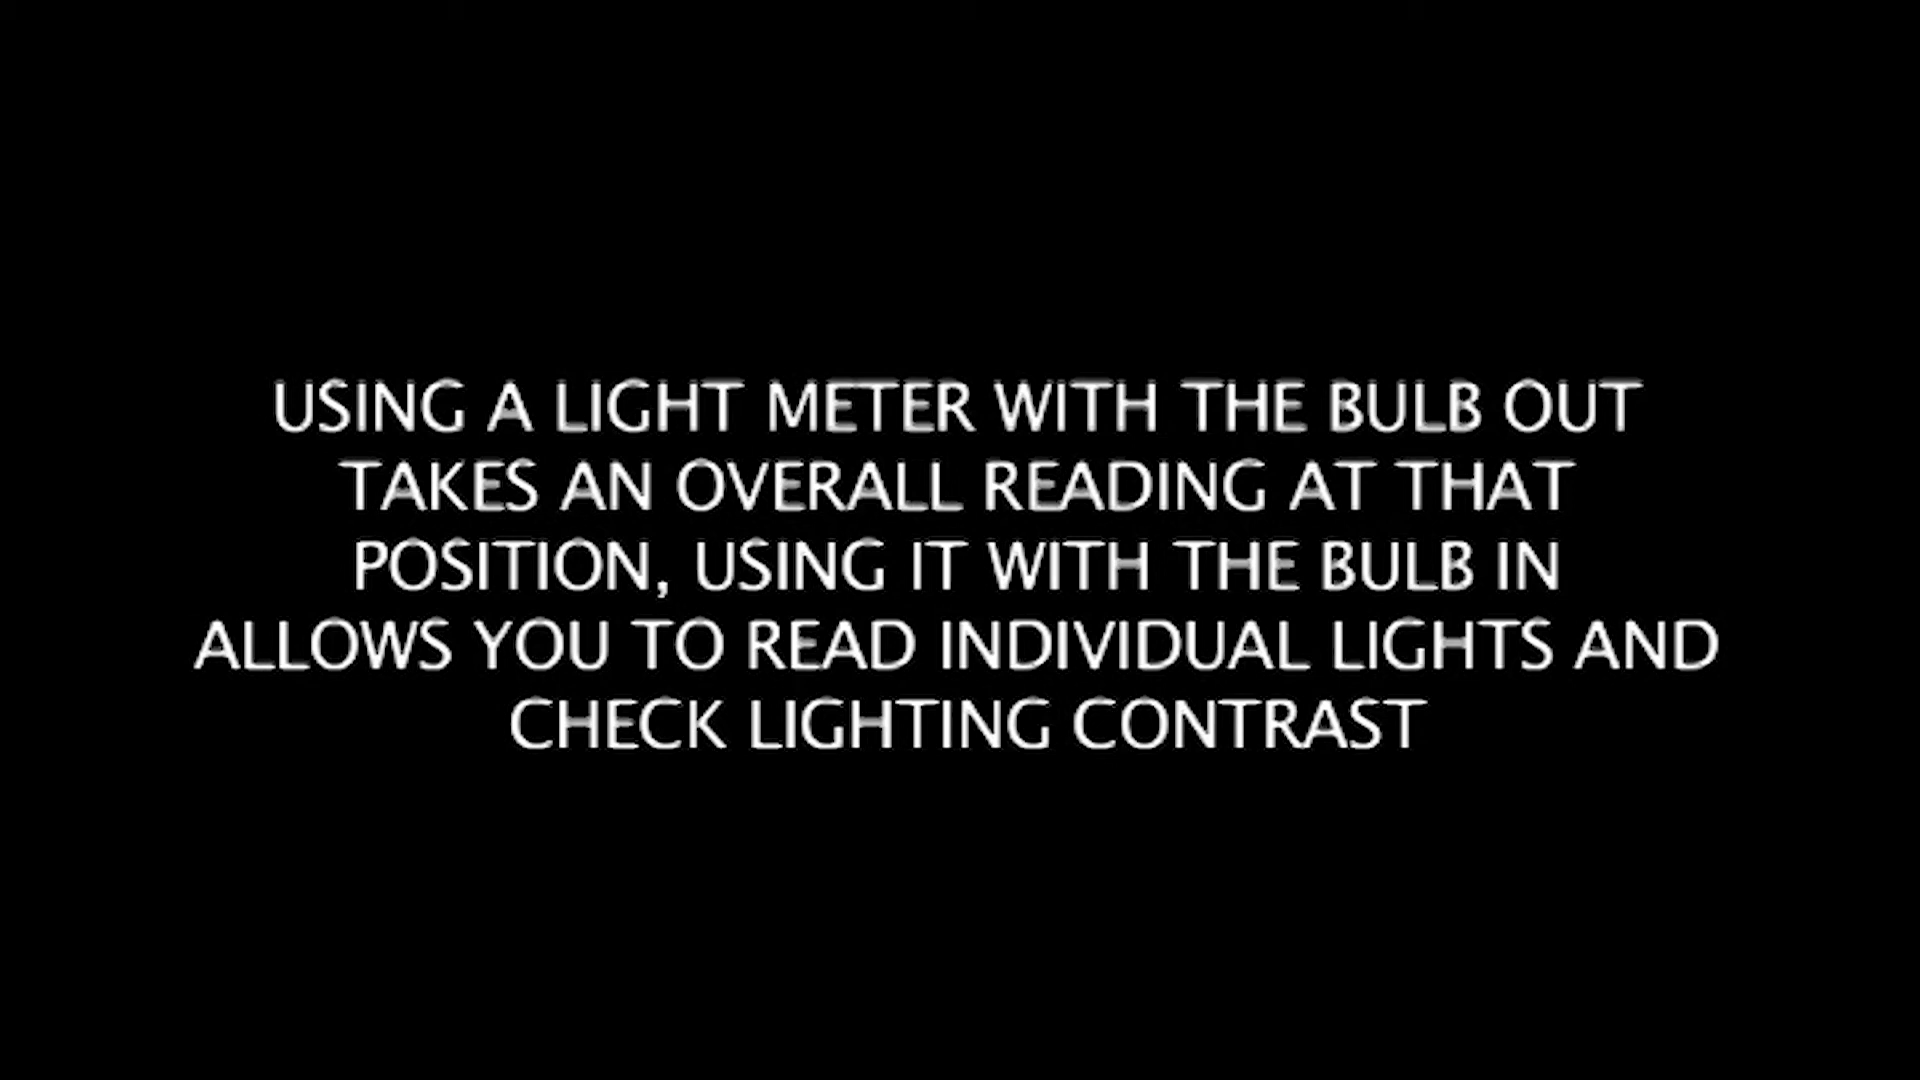 USING A LIGHT METER WITH THE BULB OUT
TAKES AN OVERALL READING AT THAT
POSITION, USING IT WITH THE BULB IN
ALLOWS YOU TO READ INDIVIDUAL LIGHTS AND
CHECK LIGHTING CONTRAST